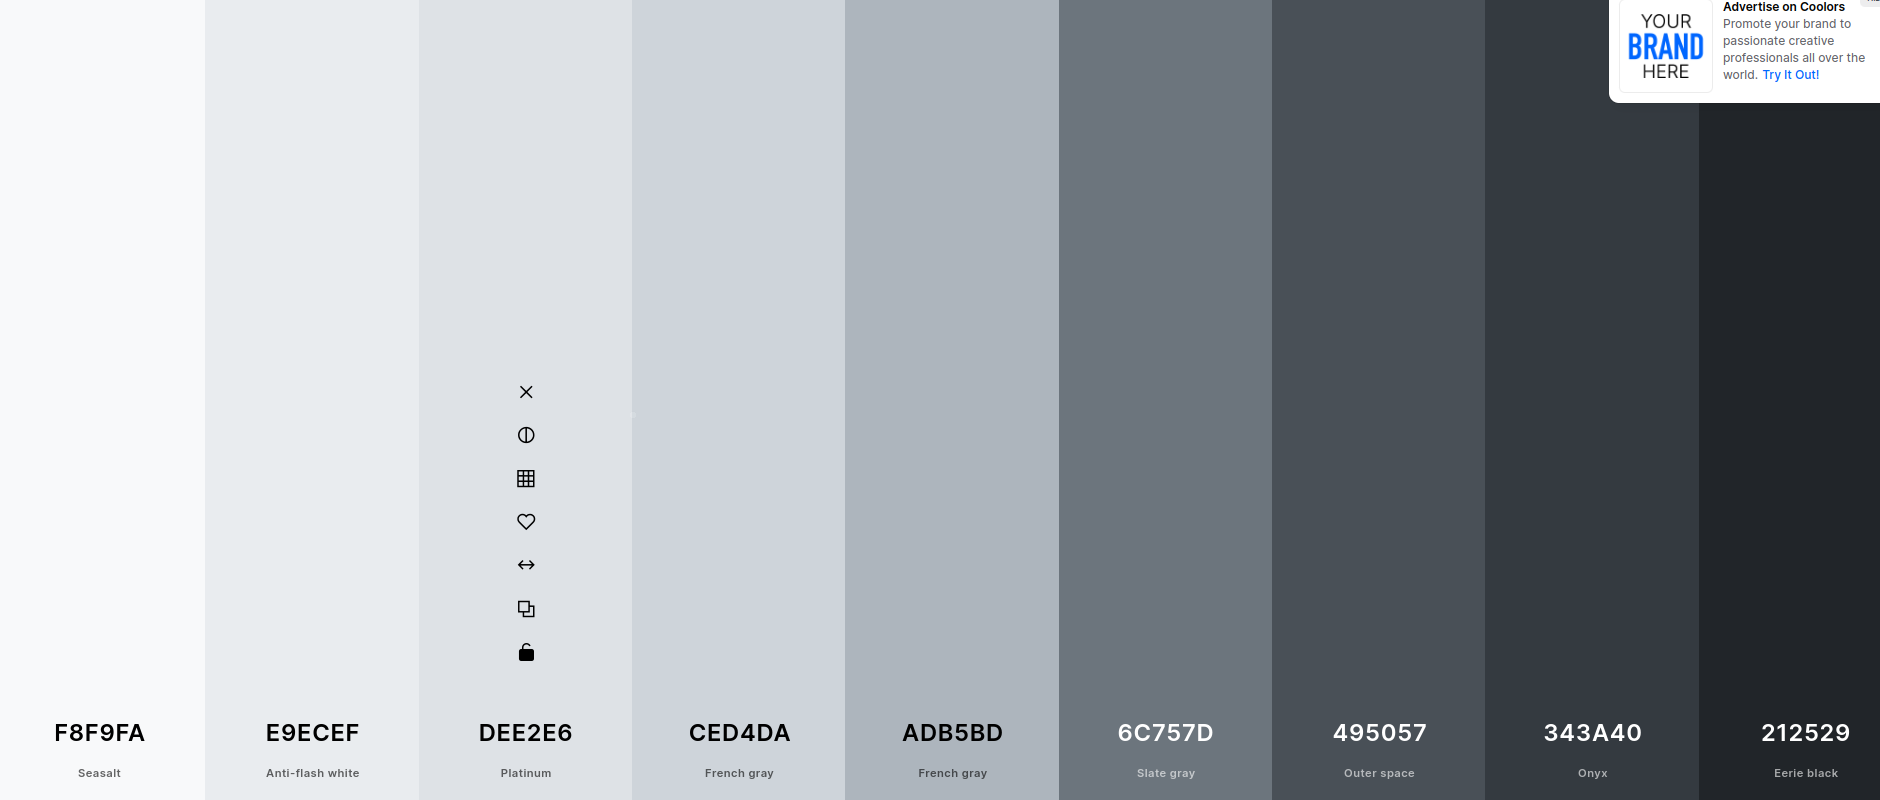 YOUR
BRAND
HERE
Advertise on Coolors
Promote your brand to
passionate creative
professionals all over the
world. Try It Out!
F8F9FA
E9ECEF
DEE2E6
CED4DA
ADB5BD
6C757D
495057
343A40
212529
Seasalt
Anti-flash white
Platinum
French gray
French gray
Slate gray
Outer space
Onyx
Eerie black